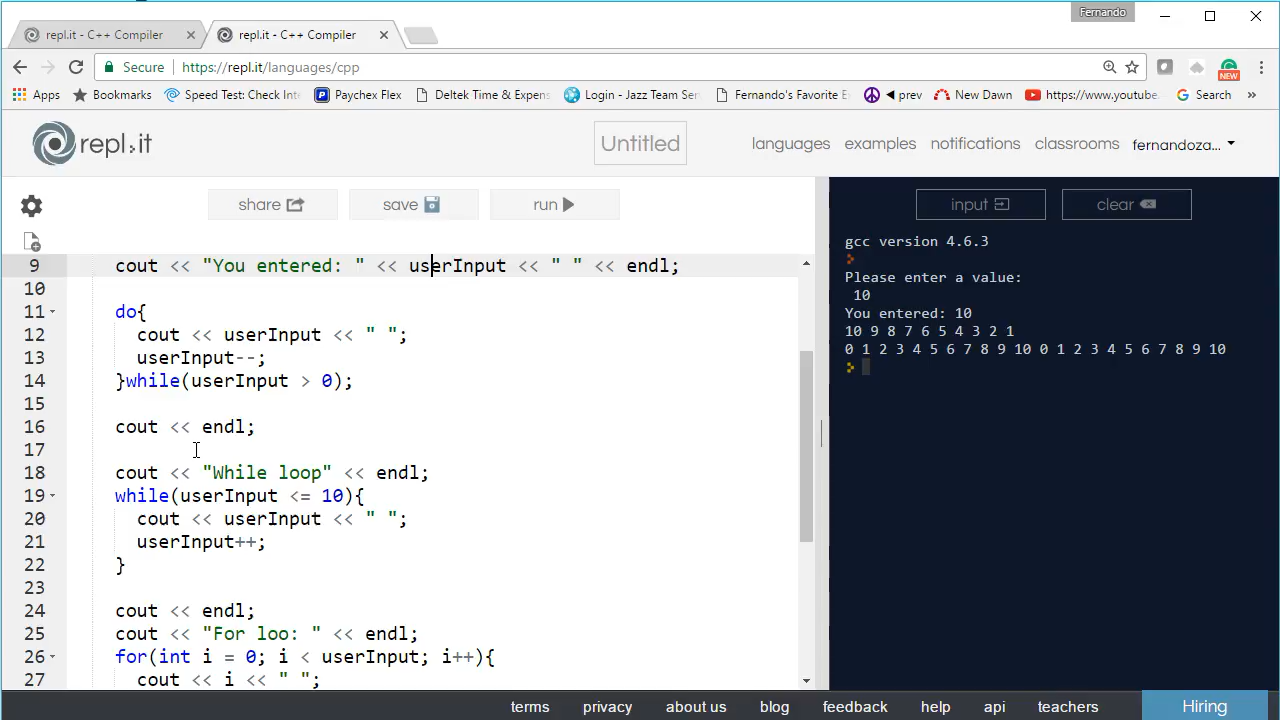 Fernando
repl.it - C++ Compiler
repl.it - C++ Compiler
Secure https://repl.it/languages/cpp
NEW
Apps Bookmarks Speed Test: Check Int Paychex Flex Deltek Time & Expens Login - Jazz Team Ser Fernando's Favorite E ◀ prev New Dawn https://www.youtube. Search »
repl.it Untitled languages examples notifications classrooms fernandoza...
share save run input clear
9 cout << "You entered: " << userInput << " " << endl;
10
11 do{
12 cout << userInput << " ";
13 userInput--;
14 }while(userInput > 0);
15
16 cout << endl;
17
18 cout << "While loop" << endl;
19 while(userInput <= 10){
20 cout << userInput << " ";
21 userInput++;
22 }
23
24 cout << endl;
25 cout << "For loo: " << endl;
26 for(int i = 0; i < userInput; i++){
27 cout << i << " ";
gcc version 4.6.3
Please enter a value:
10
You entered: 10
10 9 8 7 6 5 4 3 2 1
0 1 2 3 4 5 6 7 8 9 10 0 1 2 3 4 5 6 7 8 9 10
terms privacy about us blog feedback help api teachers Hiring